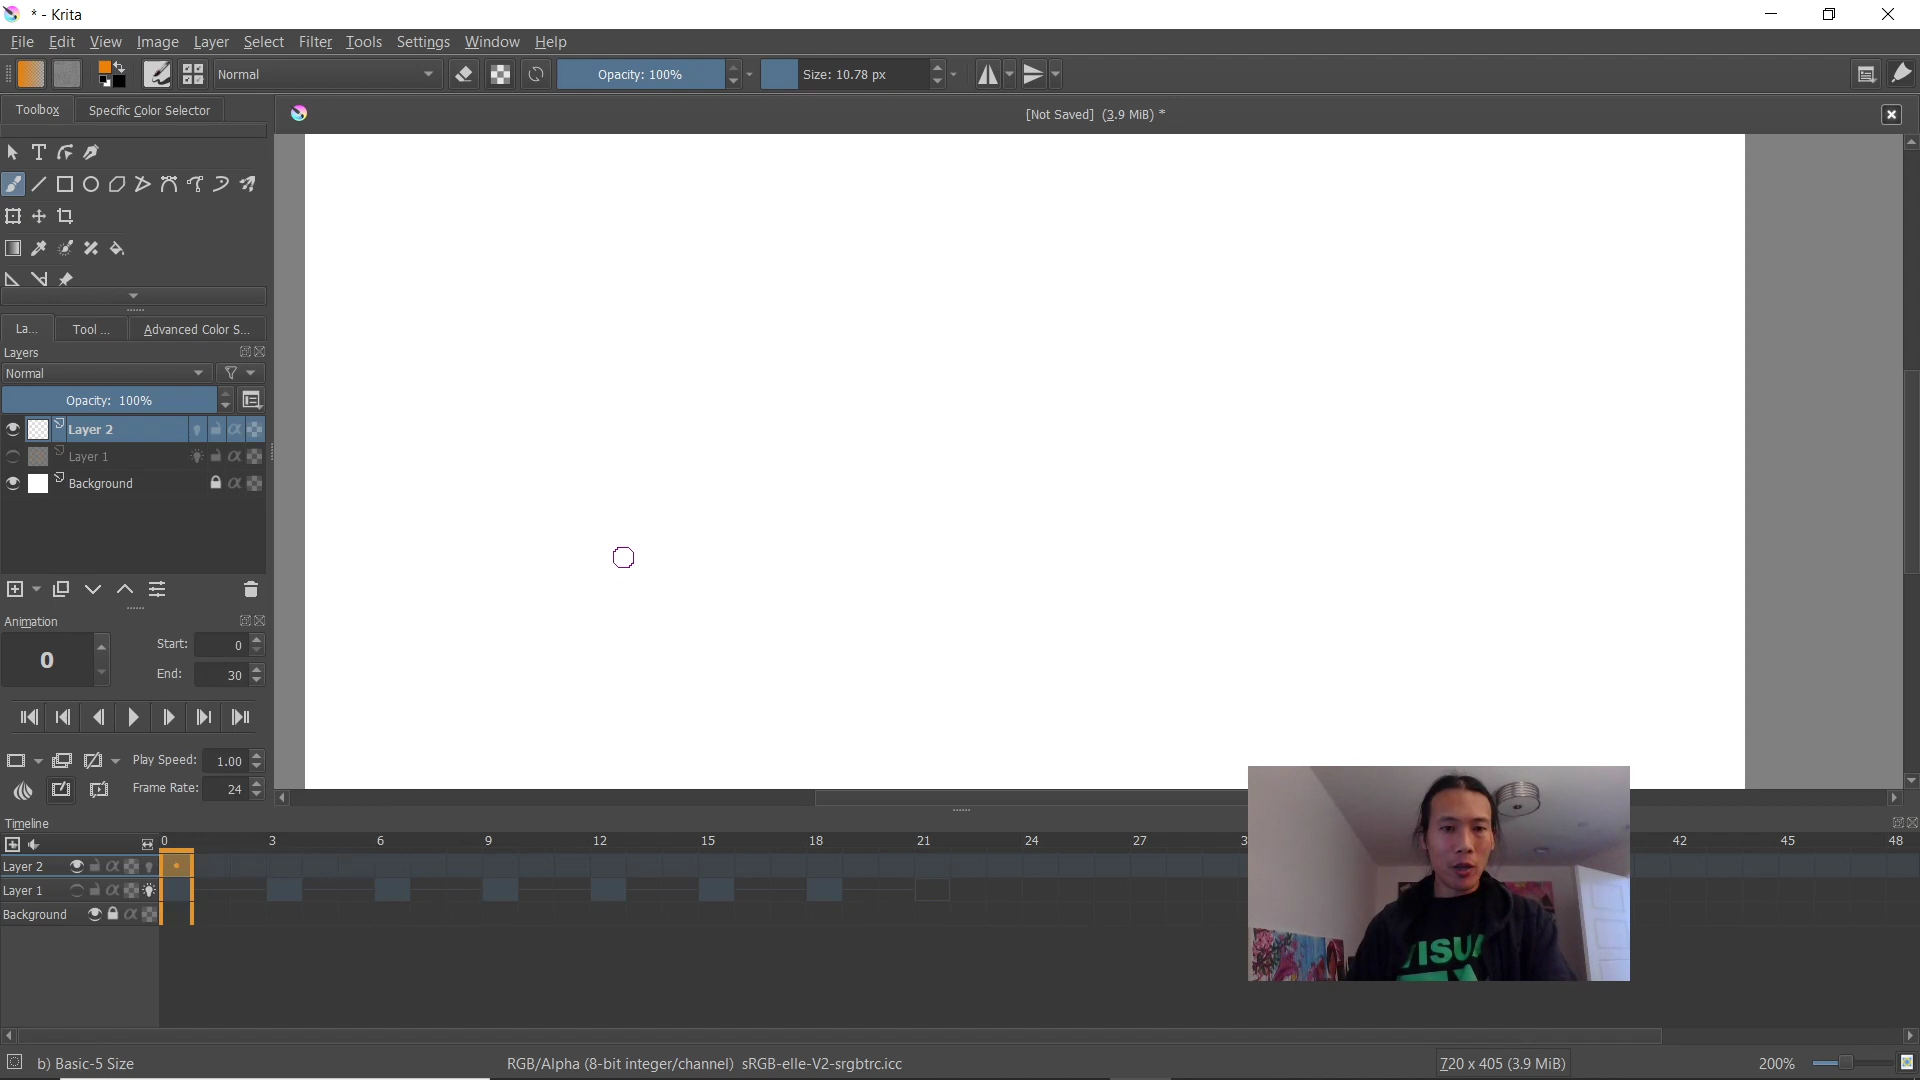 * - Krita
File Edit View Image Layer Select Filter Tools Settings Window Help
Normal Opacity: 100% Size: 10.78 px
Toolbox Specific Color Selector
[Not Saved] (3.9 MiB) *
La... Tool ... Advanced Color S...
Layers
Normal
Opacity: 100%
Layer 2
Layer 1
Background
Animation
0 Start: 0
End: 30
Play Speed: 1.00
Frame Rate: 24
Timeline
0 3 6 9 12 15 18 21 24 27 3 42 45 48
Layer 2
Layer 1
Background
VISUA
b) Basic-5 Size RGB/Alpha (8-bit integer/channel) sRGB-elle-V2-srgbtrc.icc 720 x 405 (3.9 MiB) 200%